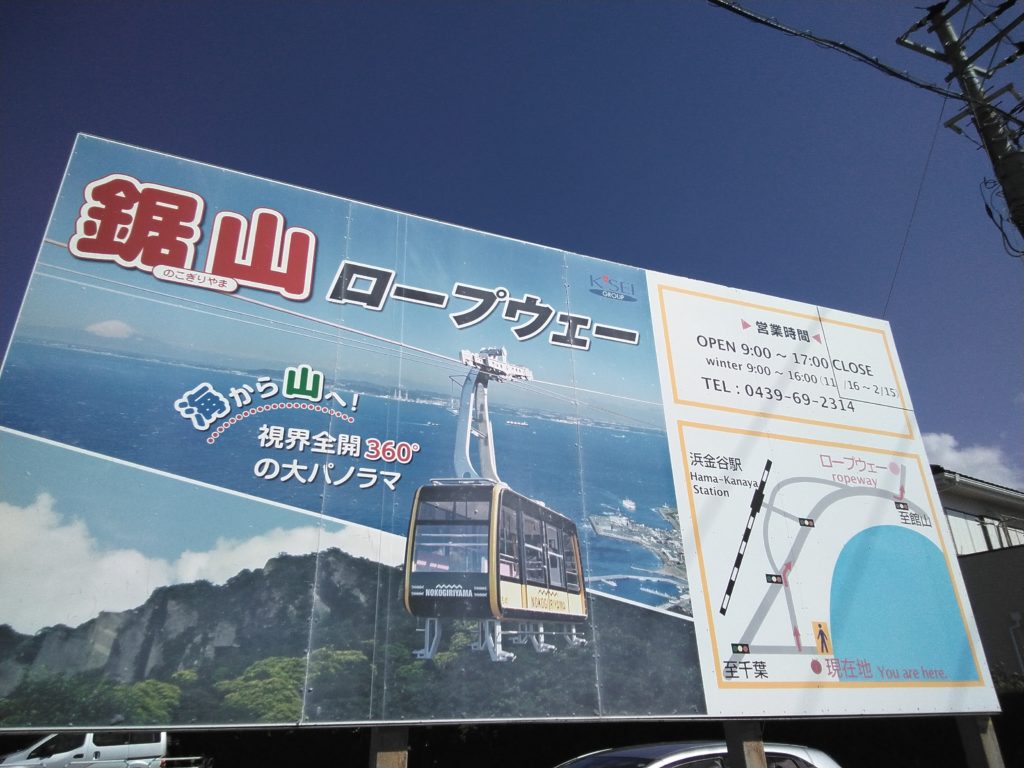 鋸山
のこぎりやま
ロープウェー
KISEI
GROUP
海から山へ!
視界全開360°
の大パノラマ
NOKOGIRIYAMA
NOKOGIRIYAMA
営業時間
OPEN 9:00 ~ 17:00 CLOSE
winter 9:00 ~ 16:00 (11/16 ~ 2/15)
TEL : 0439-69-2314
浜金谷駅
Hama-Kanaya
Station
ロープウェー
ropeway
至館山
至千葉
現在地 You are here.